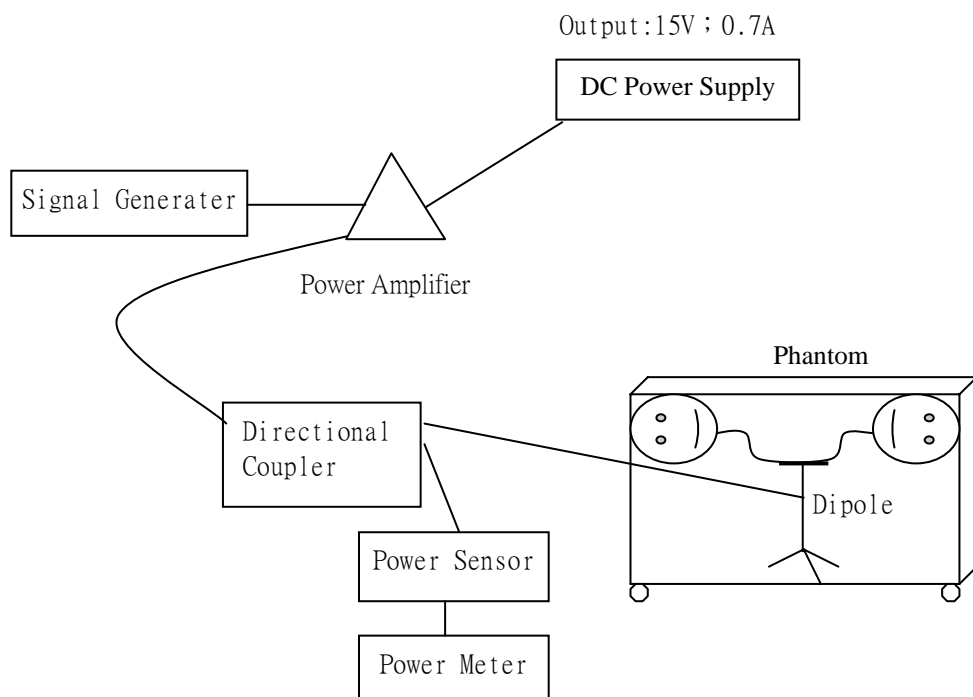 Output:15V；0.7A
DC Power Supply
Signal Generater
Power Amplifier
Phantom
Directional
Coupler
Dipole
Power Sensor
Power Meter